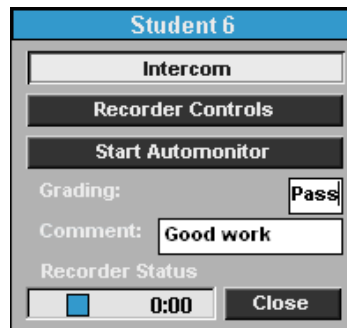 Student 6
Intercom
Recorder Controls
Start Automonitor
Grading: Pass
Comment: Good work
Recorder Status
0:00 Close